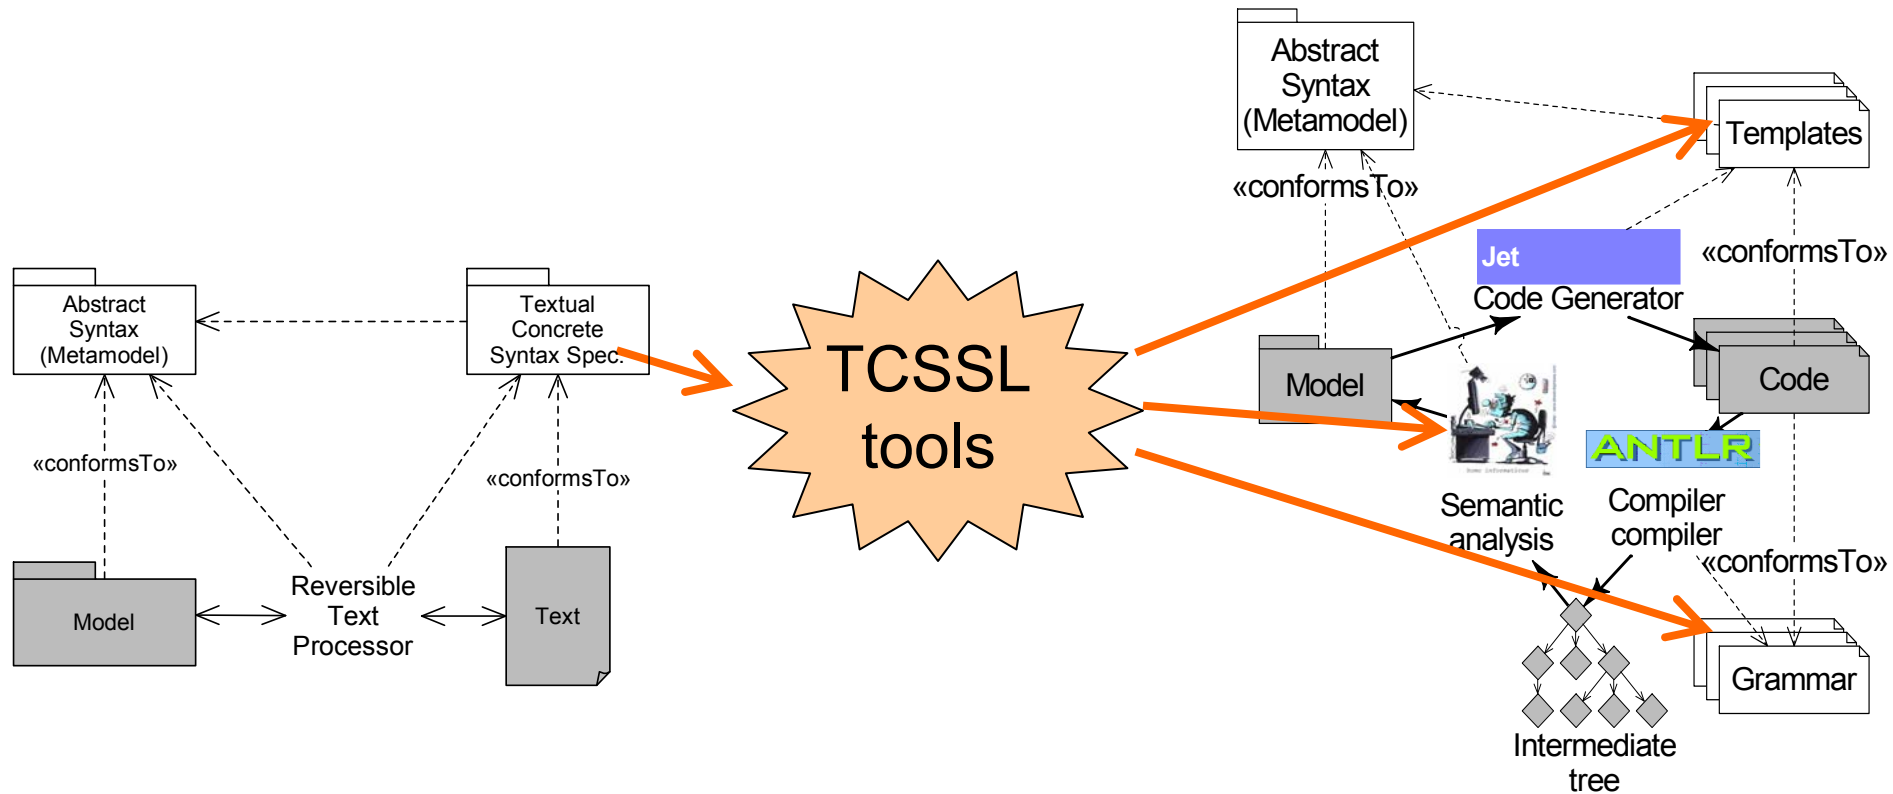 Abstract
Syntax
(Metamodel)
«conformsTo»
Model
Reversible
Text
Processor
Textual
Concrete
Syntax Spec.
«conformsTo»
Text
TCSSL
tools
Abstract
Syntax
(Metamodel)
«conformsTo»
Model
Templates
«conformsTo»
Jet
Code Generator
Code
ANTLR
Compiler
compiler
Semantic
analysis
«conformsTo»
Grammar
Intermediate
tree